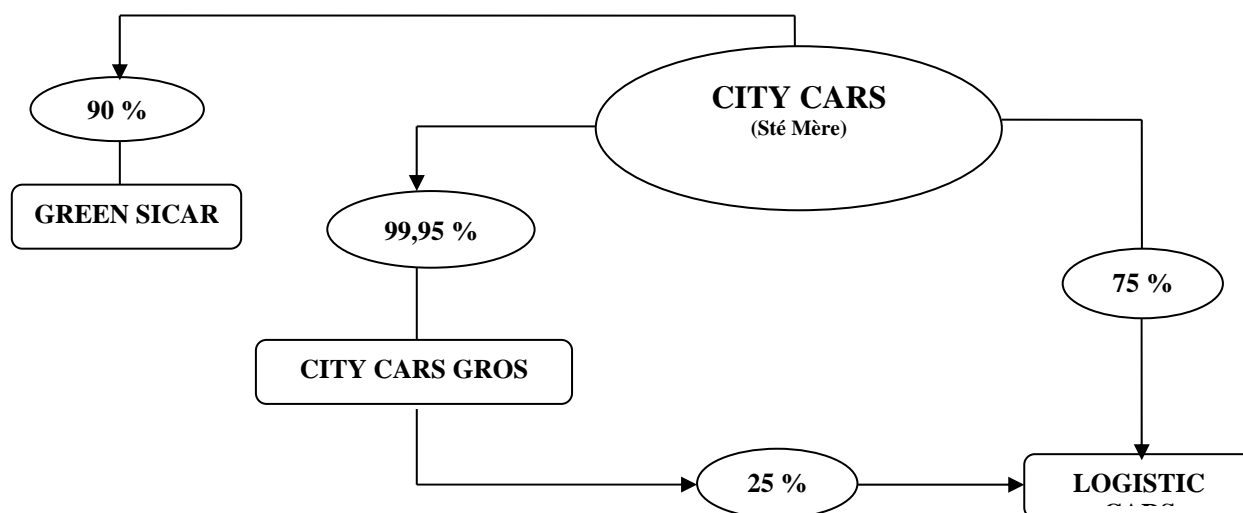 CITY CARS
(Sté Mère)
90 %
GREEN SICAR
99,95 %
75 %
CITY CARS GROS
25 %
LOGISTIC